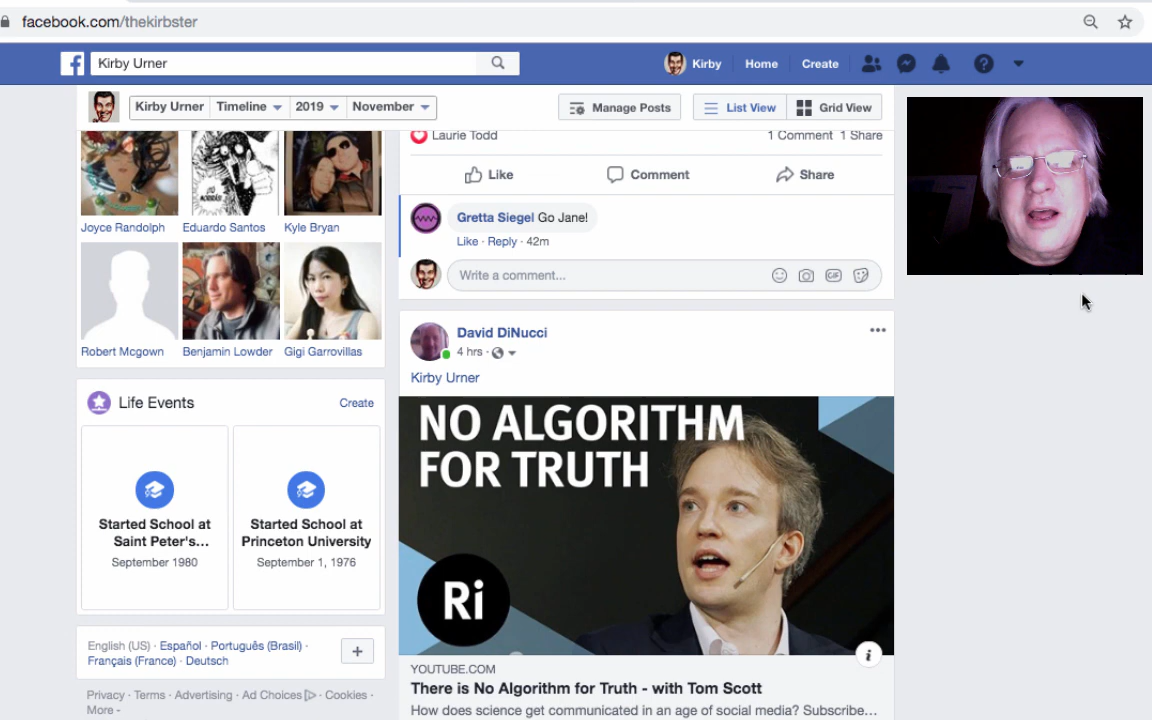 facebook.com/thekirbster
f
Kirby Urner
Kirby
Home
Create
Kirby Urner
Timeline
2019
November
Manage Posts
List View
Grid View
Joyce Randolph
Eduardo Santos
Kyle Bryan
Robert Mcgown
Benjamin Lowder
Gigi Garrovillas
Life Events
Create
Started School at
Saint Peter's...
September 1980
Started School at
Princeton University
September 1, 1976
English (US) · Español · Português (Brasil) ·
Français (France) · Deutsch
+
Privacy · Terms · Advertising · Ad Choices · Cookies ·
More
Laurie Todd
1 Comment 1 Share
Like
Comment
Share
Gretta Siegel Go Jane!
Like · Reply · 42m
Write a comment...
GIF
David DiNucci
4 hrs ·
Kirby Urner
NO ALGORITHM
FOR TRUTH
Ri
i
YOUTUBE.COM
There is No Algorithm for Truth - with Tom Scott
How does science get communicated in an age of social media? Subscribe...